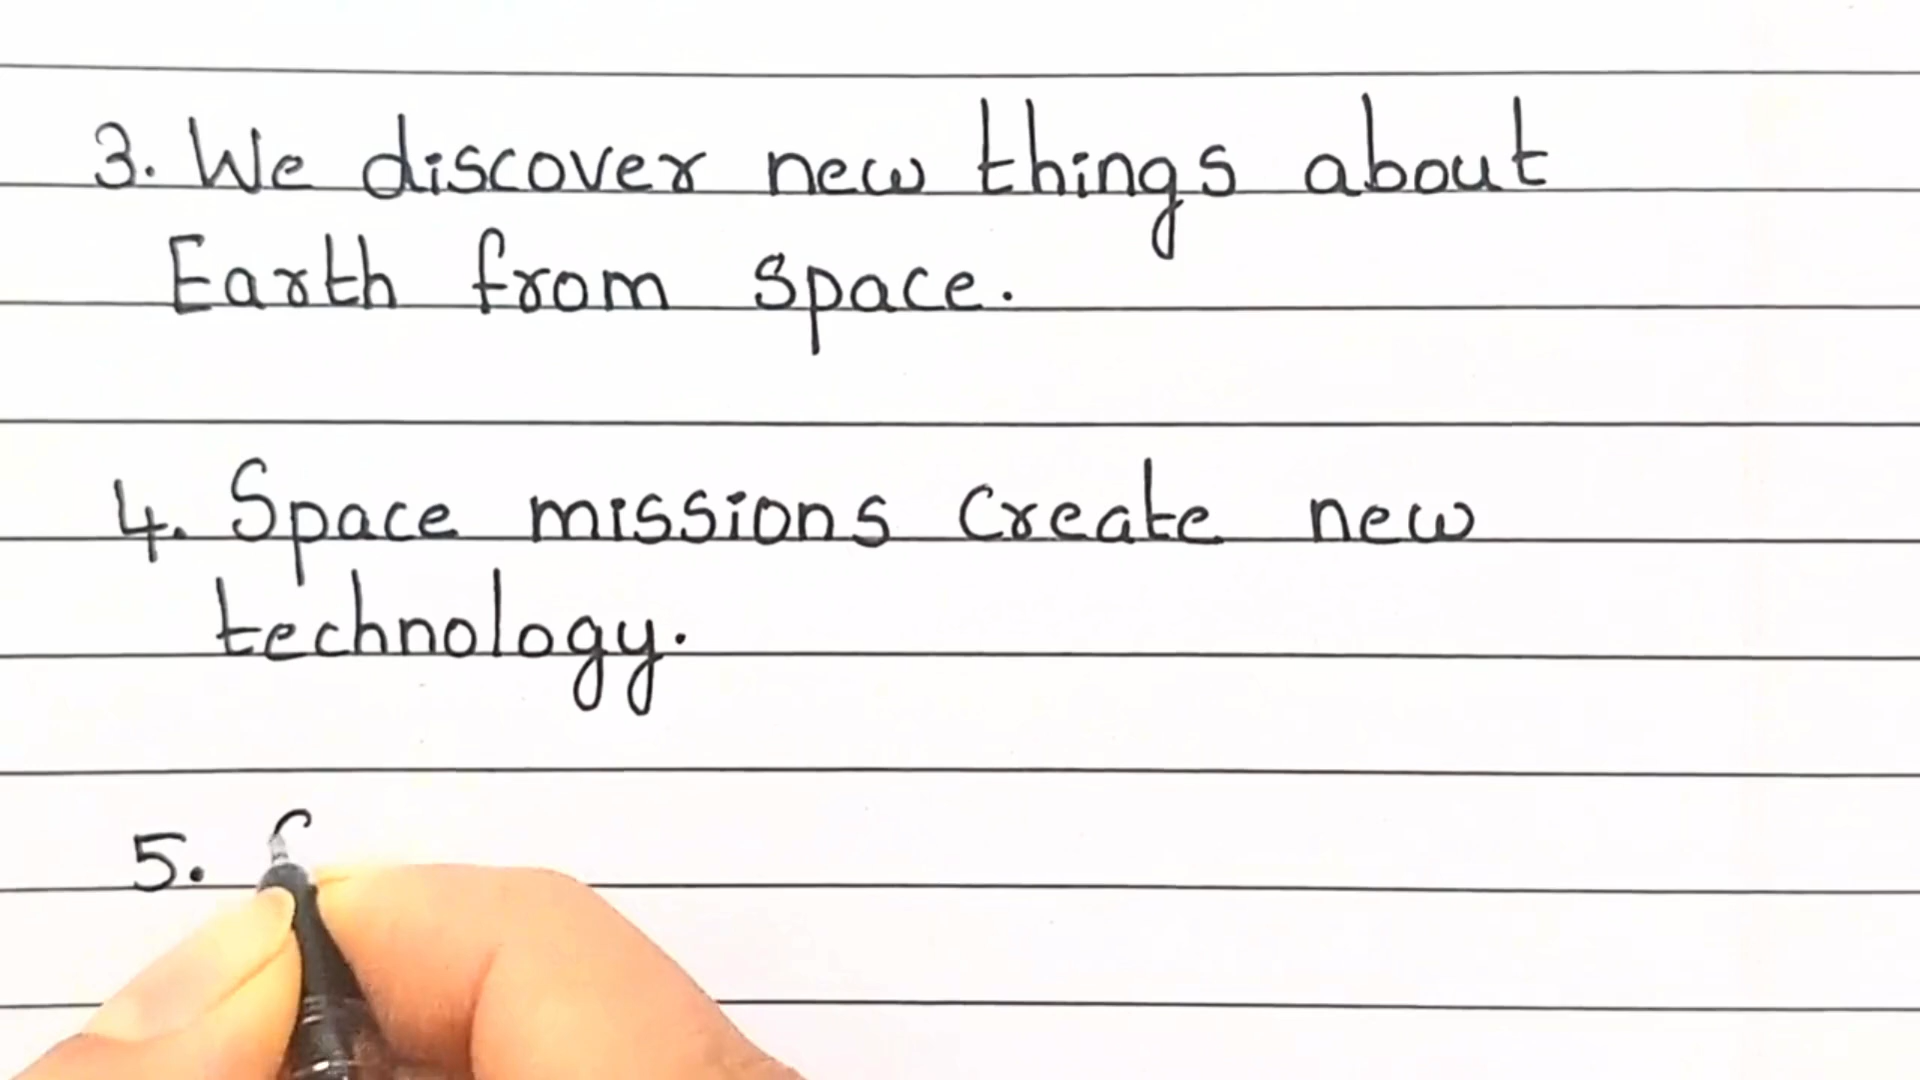 3. We discover new things about
Earth from space.
4. Space missions create new
technology.
5.